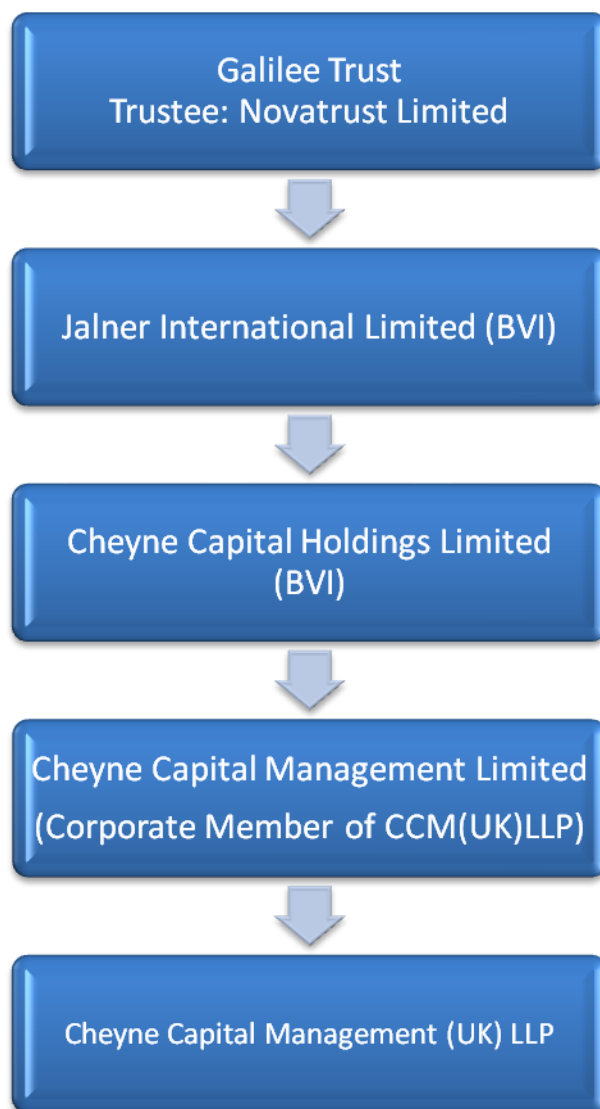 Galilee Trust
Trustee: Novatrust Limited
Jalner International Limited (BVI)
Cheyne Capital Holdings Limited
(BVI)
Cheyne Capital Management Limited
(Corporate Member of CCM(UK)LLP)
Cheyne Capital Management (UK) LLP